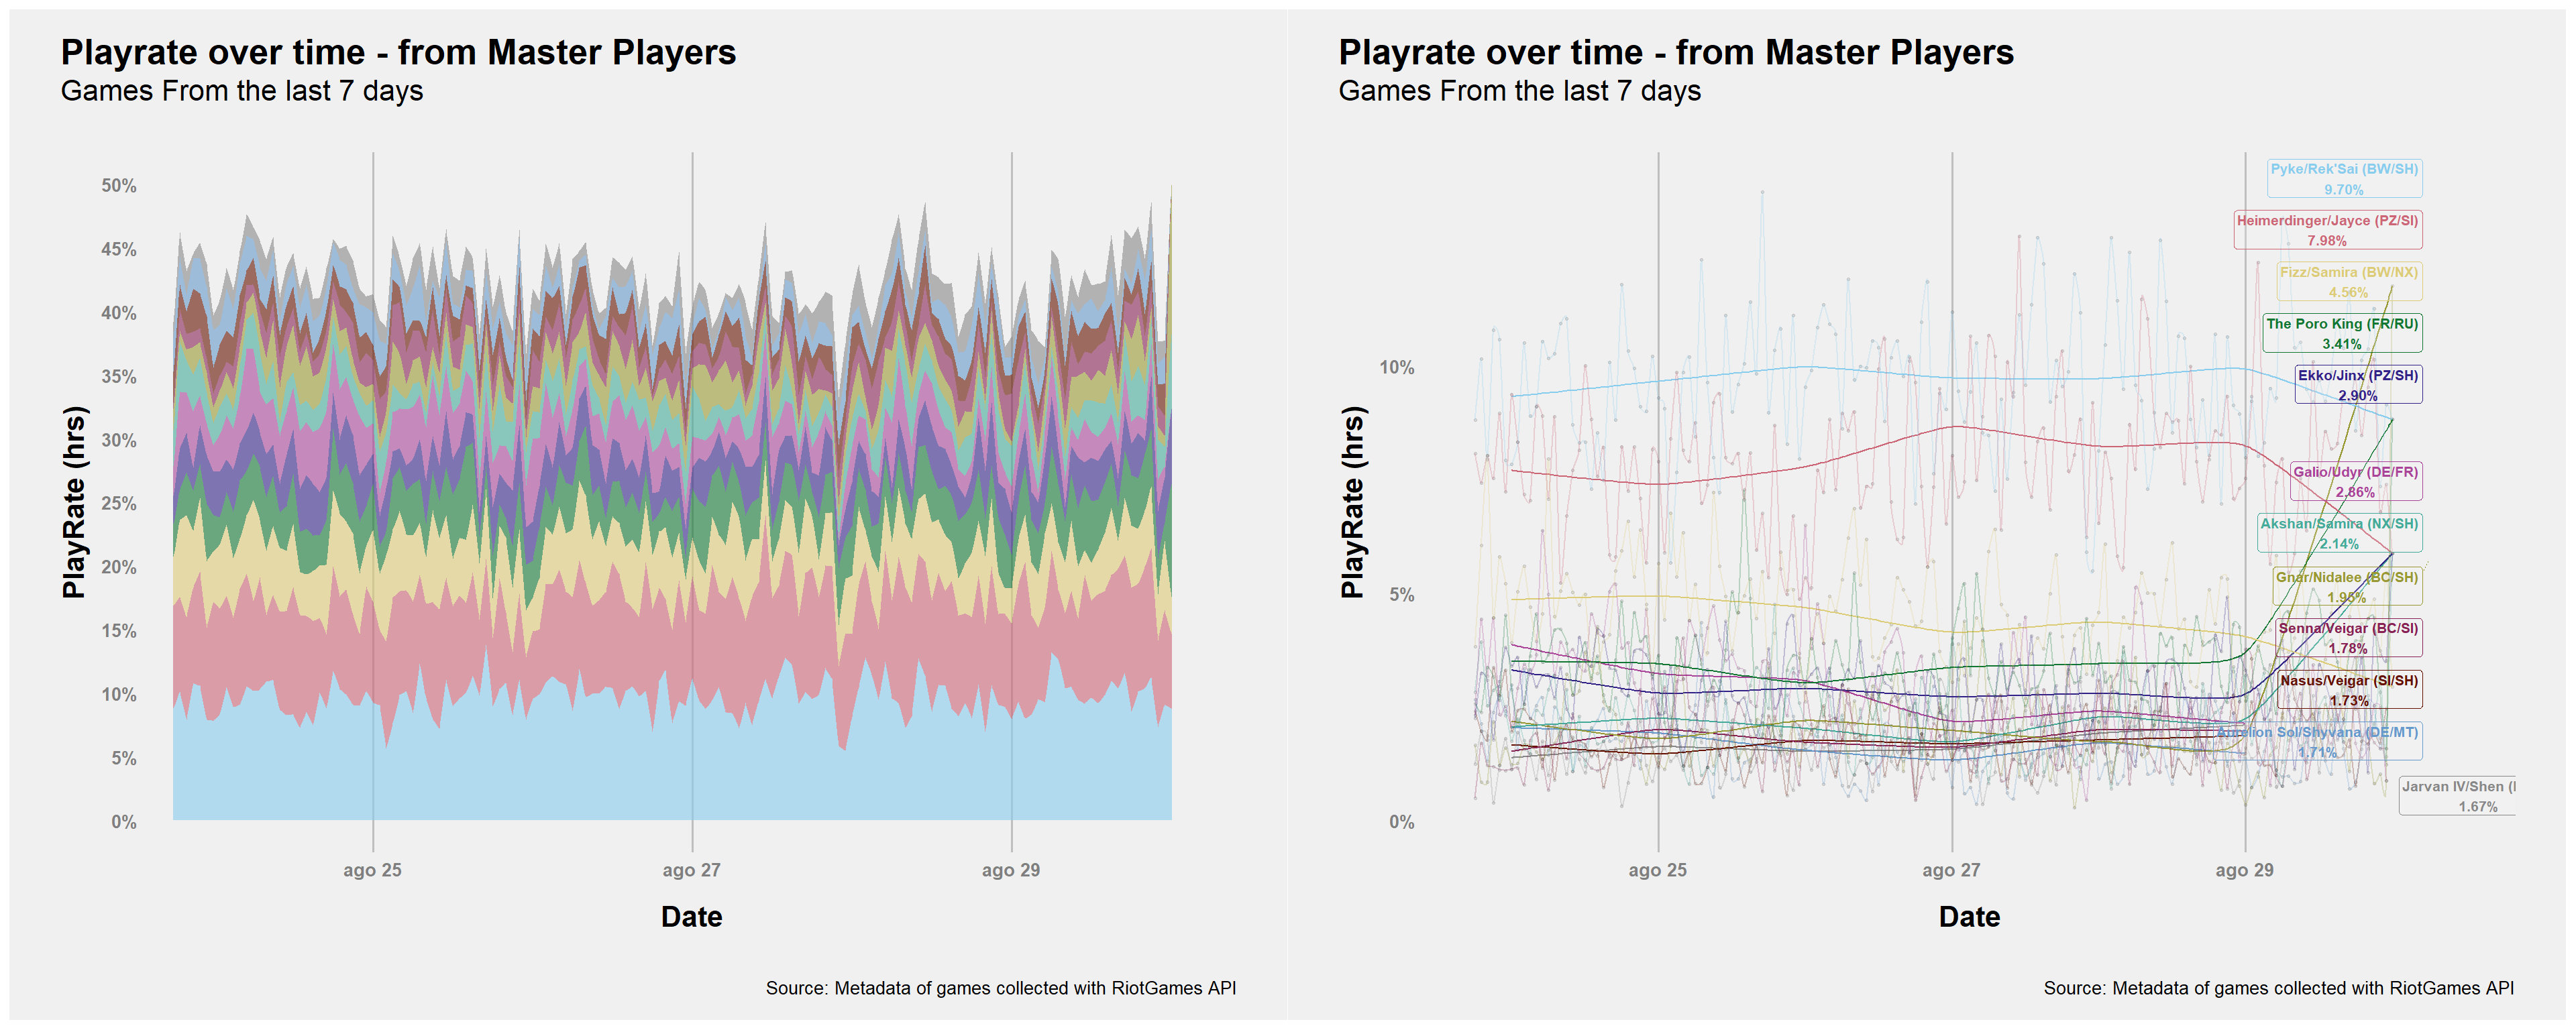 Playrate over time - from Master Players
Games From the last 7 days
50%
45%
40%
35%
30%
25%
20%
15%
10%
5%
0%
PlayRate (hrs)
ago 25
ago 27
ago 29
Date
Source: Metadata of games collected with RiotGames API
Playrate over time - from Master Players
Games From the last 7 days
10%
5%
0%
PlayRate (hrs)
Pyke/Rek'Sai (BW/SH)
9.70%
Heimerdinger/Jayce (PZ/SI)
7.98%
Fizz/Samira (BW/NX)
4.56%
The Poro King (FR/RU)
3.41%
Ekko/Jinx (PZ/SH)
2.90%
Galio/Udyr (DE/FR)
2.86%
Akshan/Samira (NX/SH)
2.14%
Gnar/Nidalee (BC/SH)
1.95%
Senna/Veigar (BC/SI)
1.78%
Nasus/Veigar (SI/SH)
1.73%
Sol/Shyvana (DE/MT)
1.71%
Jarvan IV/Shen (
1.67%
ago 25
ago 27
ago 29
Date
Source: Metadata of games collected with RiotGames API